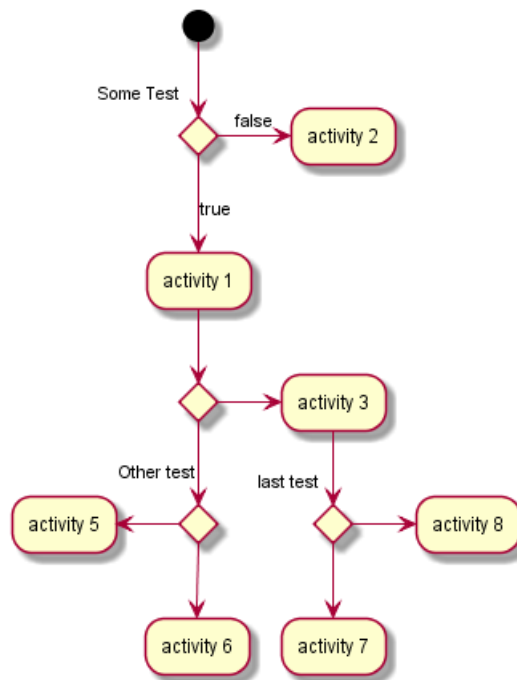 Some Test
false
activity 2
true
activity 1
activity 3
Other test
last test
activity 5
activity 8
activity 6
activity 7